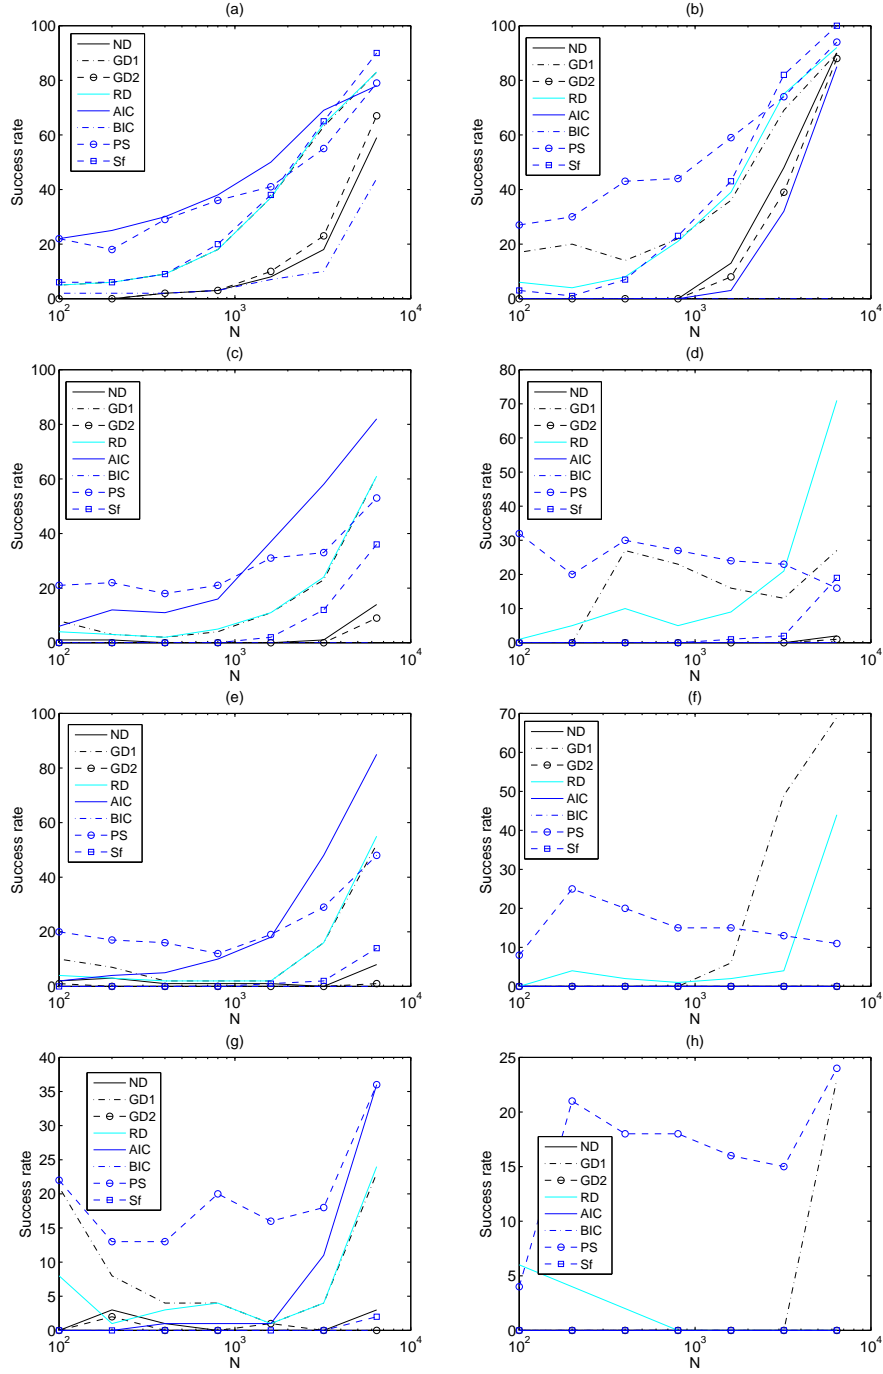 (a)
Success rate
100
80
60
40
20
0
ND
GD1
GD2
RD
AIC
BIC
PS
Sf
10^2
10^3
10^4
N
(b)
Success rate
100
80
60
40
20
0
ND
GD1
GD2
RD
AIC
BIC
PS
Sf
10^2
10^3
10^4
N
(c)
Success rate
100
80
60
40
20
0
ND
GD1
GD2
RD
AIC
BIC
PS
Sf
10^2
10^3
10^4
N
(d)
Success rate
80
70
60
50
40
30
20
10
0
ND
GD1
GD2
RD
AIC
BIC
PS
Sf
10^2
10^3
10^4
N
(e)
Success rate
100
80
60
40
20
0
ND
GD1
GD2
RD
AIC
BIC
PS
Sf
10^2
10^3
10^4
N
(f)
Success rate
70
60
50
40
30
20
10
0
ND
GD1
GD2
RD
AIC
BIC
PS
Sf
10^2
10^3
10^4
N
(g)
Success rate
40
35
30
25
20
15
10
5
0
ND
GD1
GD2
RD
AIC
BIC
PS
Sf
10^2
10^3
10^4
N
(h)
Success rate
25
20
15
10
5
0
ND
GD1
GD2
RD
AIC
BIC
PS
Sf
10^2
10^3
10^4
N